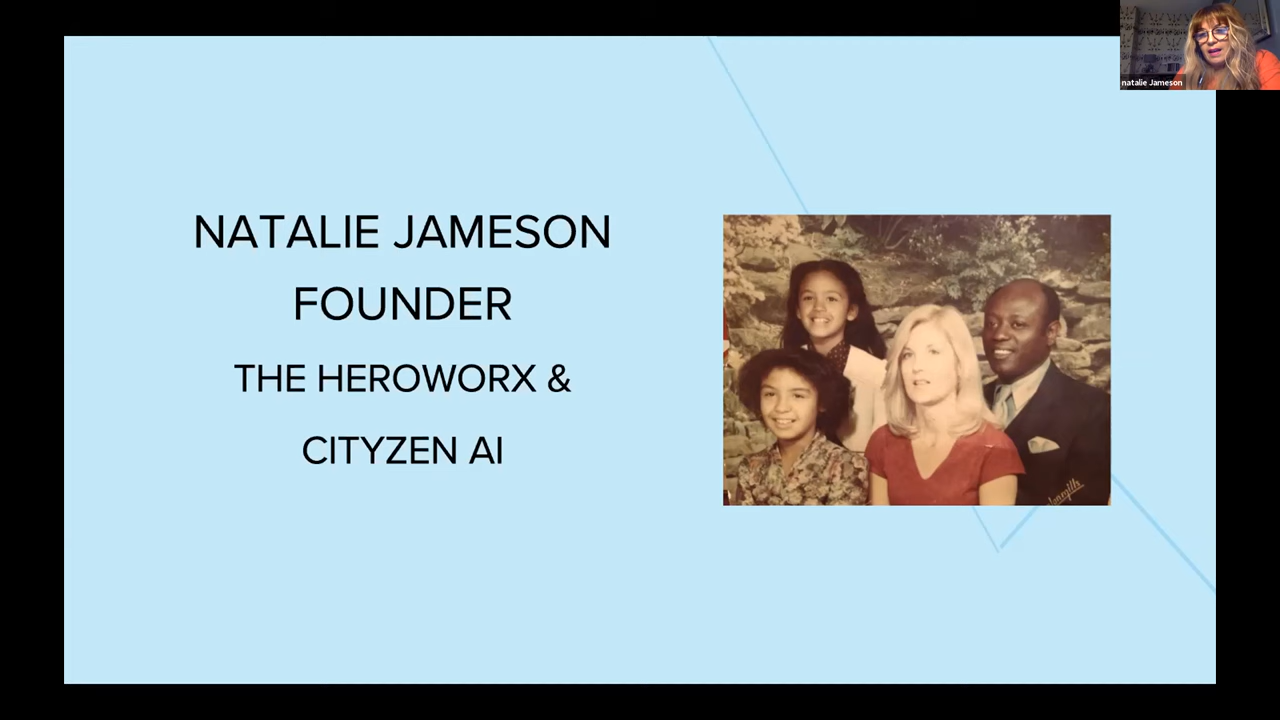 natalie Jameson
NATALIE JAMESON
FOUNDER
THE HEROWORX &
CITYZEN AI